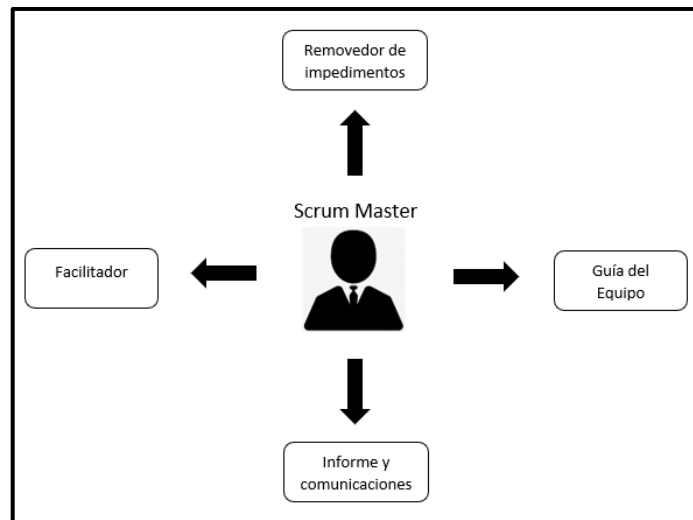 Removedor de
impedimentos
Scrum Master
Facilitador
Guía del
Equipo
Informe y
comunicaciones